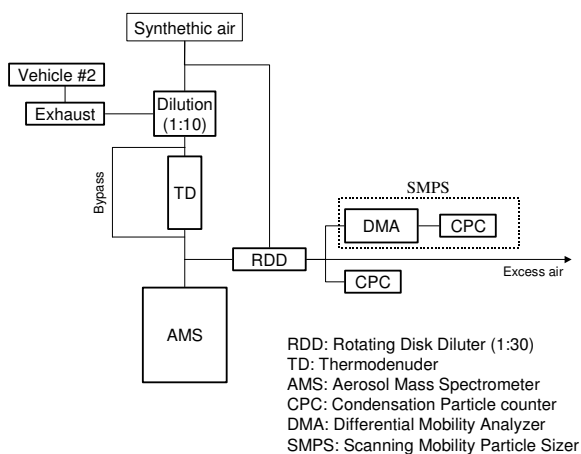 Synthethic air
Vehicle #2
Exhaust
Dilution
(1:10)
Bypass
TD
SMPS
DMA
CPC
RDD
Excess air
CPC
AMS
RDD: Rotating Disk Diluter (1:30)
TD: Thermodenuder
AMS: Aerosol Mass Spectrometer
CPC: Condensation Particle counter
DMA: Differential Mobility Analyzer
SMPS: Scanning Mobility Particle Sizer